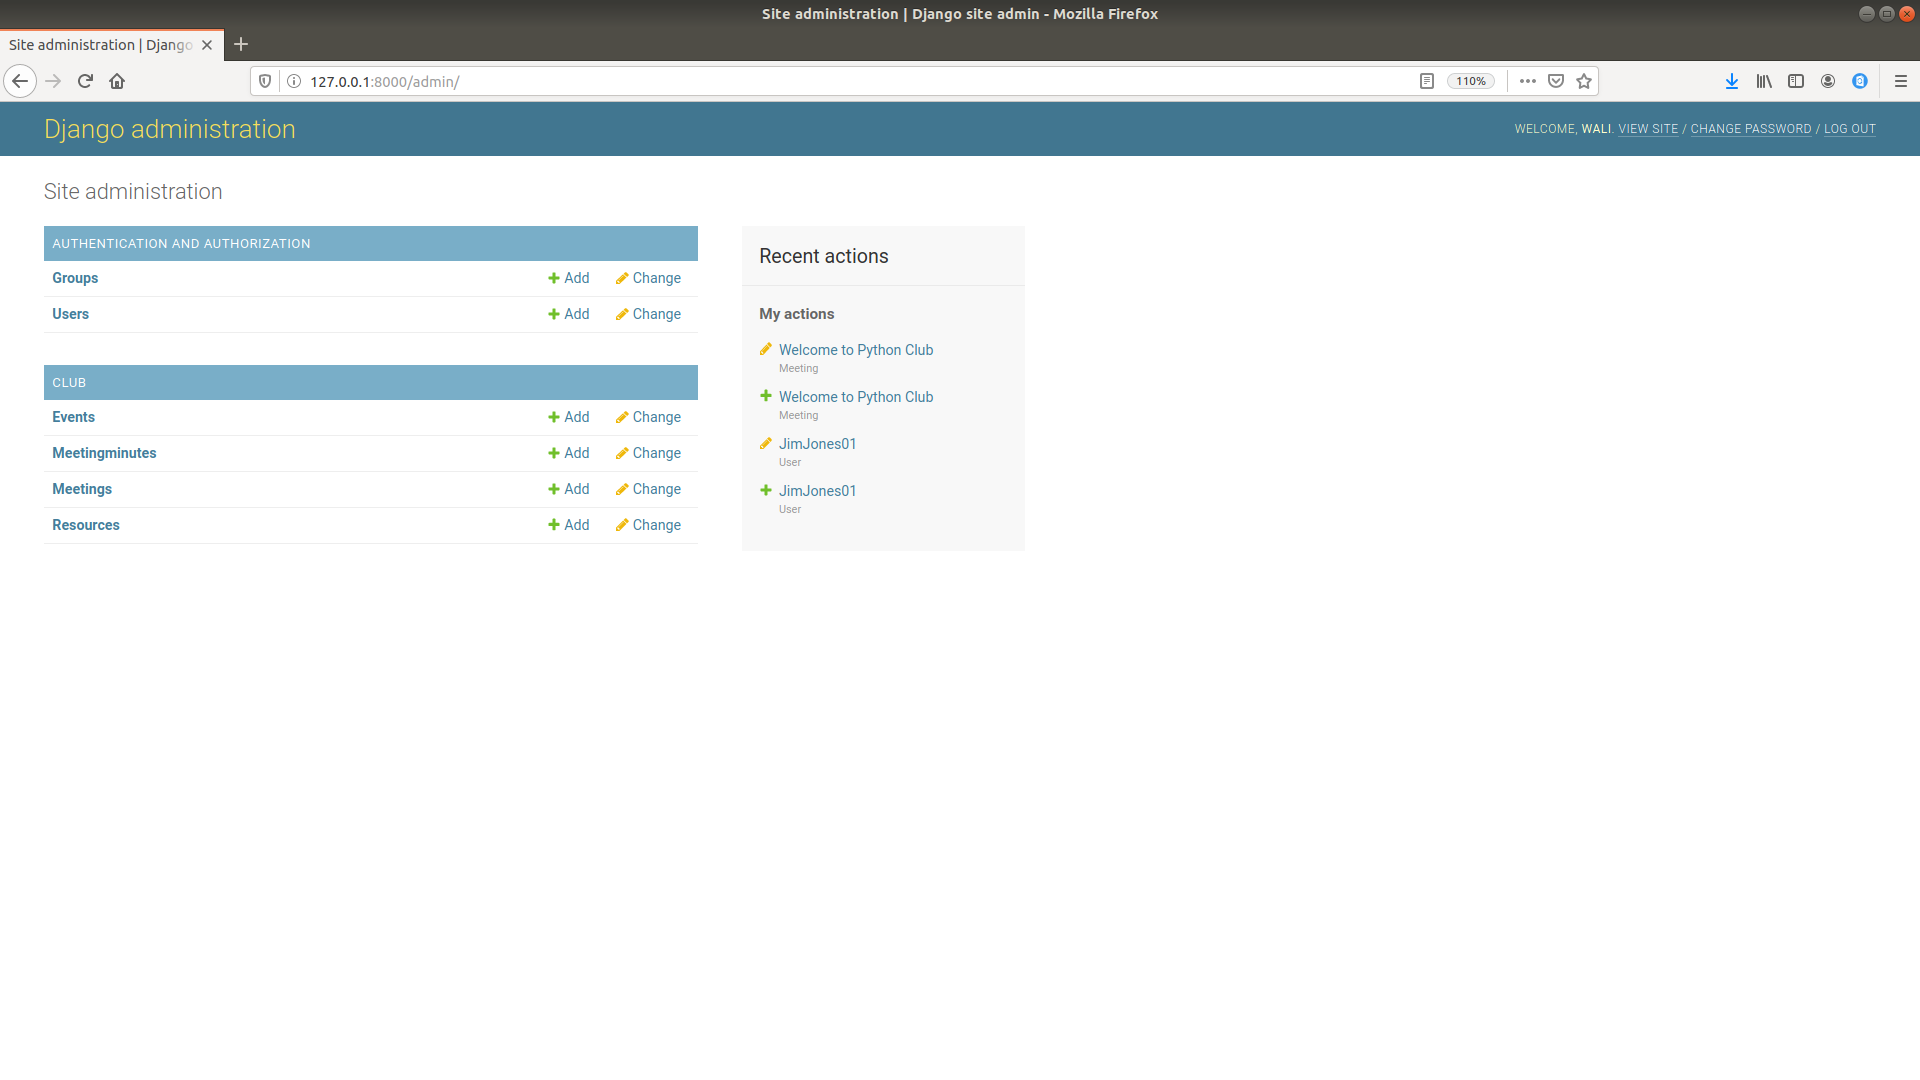 Site administration | Django site admin - Mozilla Firefox
Site administration | Django
127.0.0.1:8000/admin/
110%
Django administration
WELCOME, WALI. VIEW SITE / CHANGE PASSWORD / LOG OUT
Site administration
AUTHENTICATION AND AUTHORIZATION
Groups Add Change
Users Add Change
CLUB
Events Add Change
Meetingminutes Add Change
Meetings Add Change
Resources Add Change
Recent actions
My actions
Welcome to Python Club
Meeting
Welcome to Python Club
Meeting
JimJones01
User
JimJones01
User